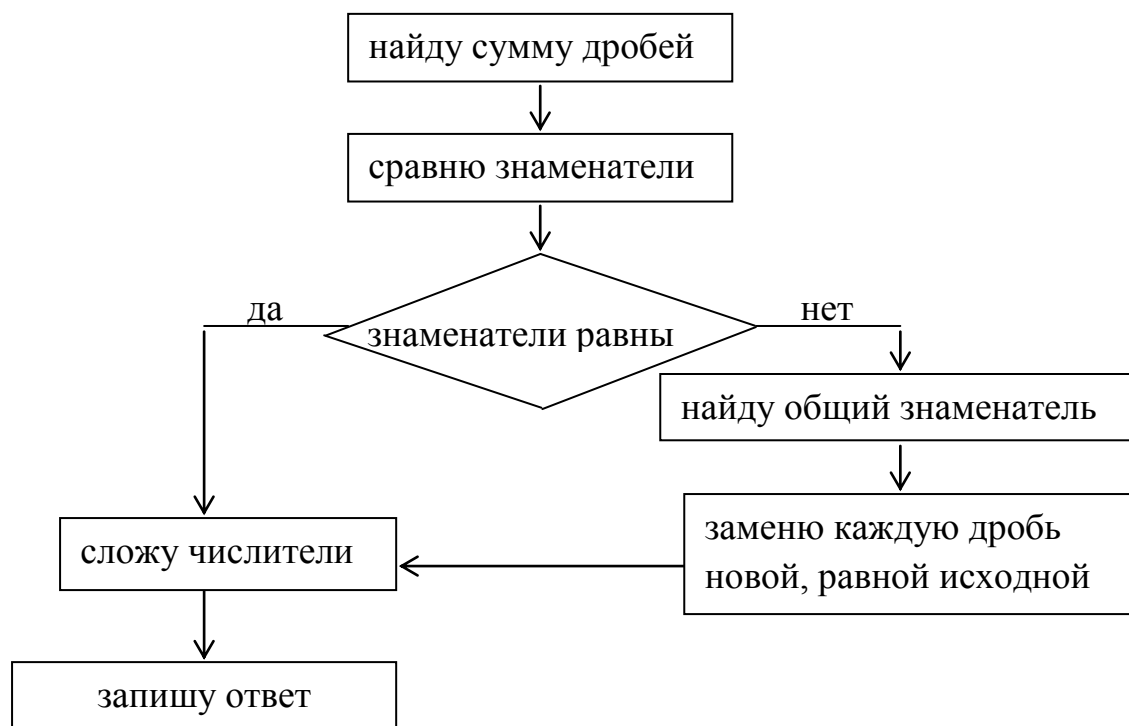 найду сумму дробей
сравню знаменатели
да
нет
знаменатели равны
найду общий знаменатель
заменю каждую дробь
новой, равной исходной
сложу числители
запишу ответ